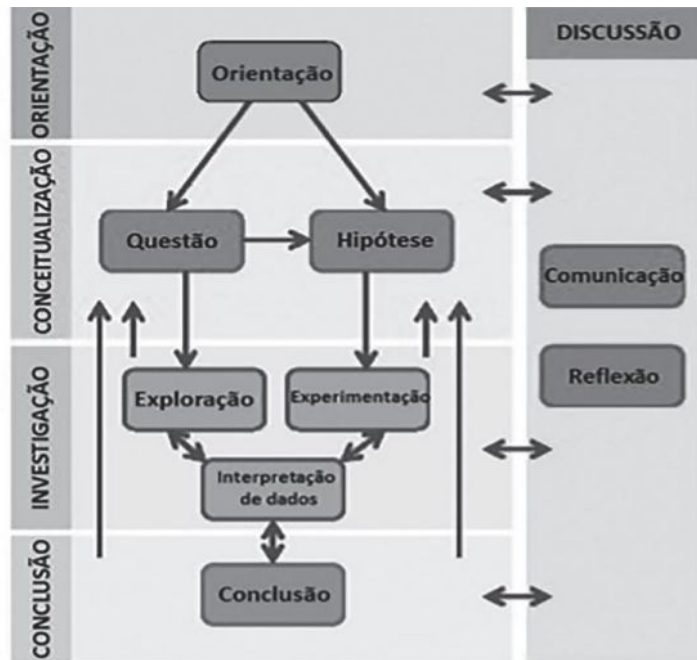 ORIENTAÇÃO
Orientação
CONCEITUALIZAÇÃO
Questão
Hipótese
INVESTIGAÇÃO
Exploração
Experimentação
Interpretação
de dados
CONCLUSÃO
Conclusão
DISCUSSÃO
Comunicação
Reflexão